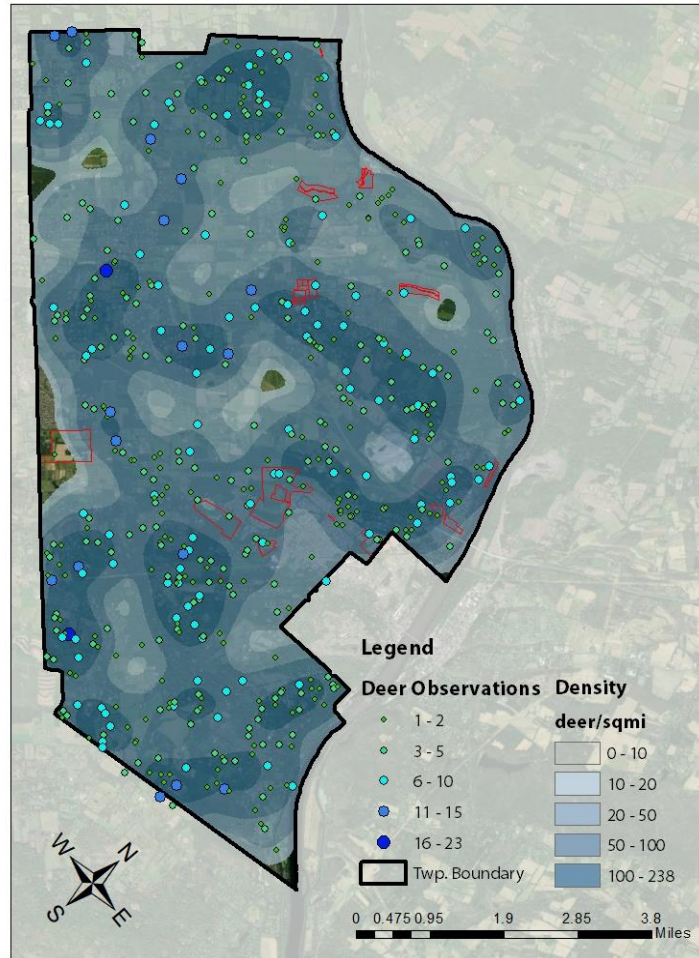 Legend
Deer Observations
1 - 2
3 - 5
6 - 10
11 - 15
16 - 23
Twp. Boundary
Density
deer/sqmi
0 - 10
10 - 20
20 - 50
50 - 100
100 - 238
W N
S E
0 0.475 0.95 1.9 2.85 3.8
Miles